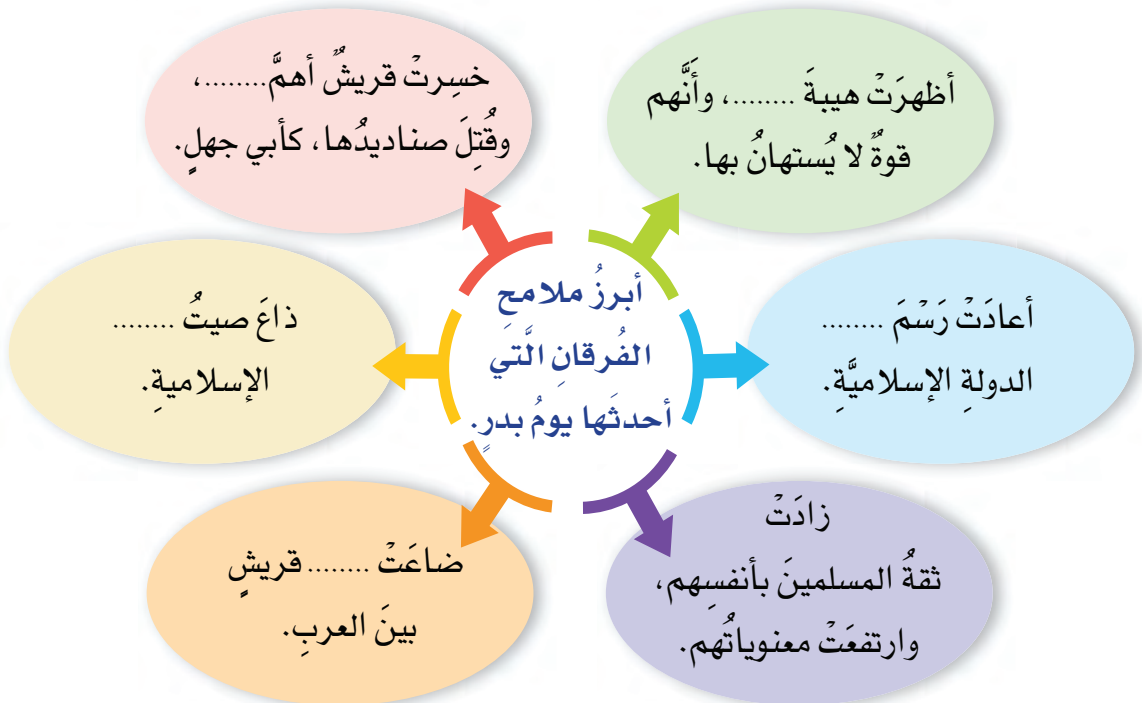 أظهرَتْ هيبةَ ........، وأَنَّهم
قوةٌ لا يُستهانُ بها.
خسِرتْ قريشٌ أهمَّ........،
وقُتِلَ صناديدُها، كأبي جهلٍ.
أبرزُ ملامحِ
الفُرقانِ الَّتي
أحدثَها يومُ بدرٍ.
أعادَتْ رَسْمَ ........
الدولةِ الإسلاميَّةِ.
ذاعَ صيتُ ........
الإسلاميةِ.
زادَتْ
ثقةُ المسلمينَ بأنفسِهم،
وارتفعَتْ معنوياتُهم.
ضاعَتْ ........ قريشٍ
بينَ العربِ.